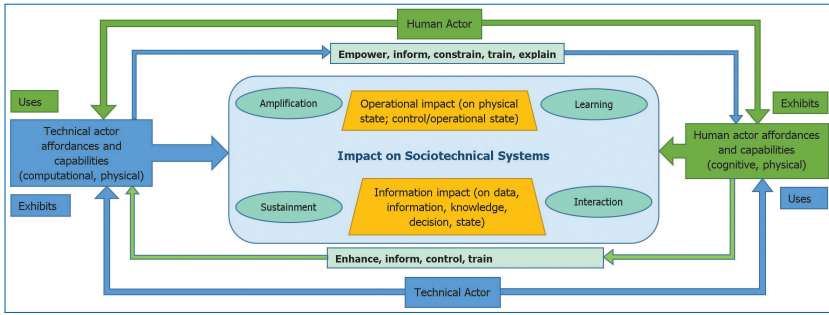 Human Actor
Empower, inform, constrain, train, explain
Uses
Exhibits
Amplification
Operational impact (on physical
state; control/operational state)
Learning
Technical actor
affordances and
capabilities
(computational, physical)
Impact on Sociotechnical Systems
Human actor affordances
and capabilities
(cognitive, physical)
Exhibits
Sustainment
Information impact (on data,
information, knowledge,
decision, state)
Interaction
Uses
Enhance, inform, control, train
Technical Actor